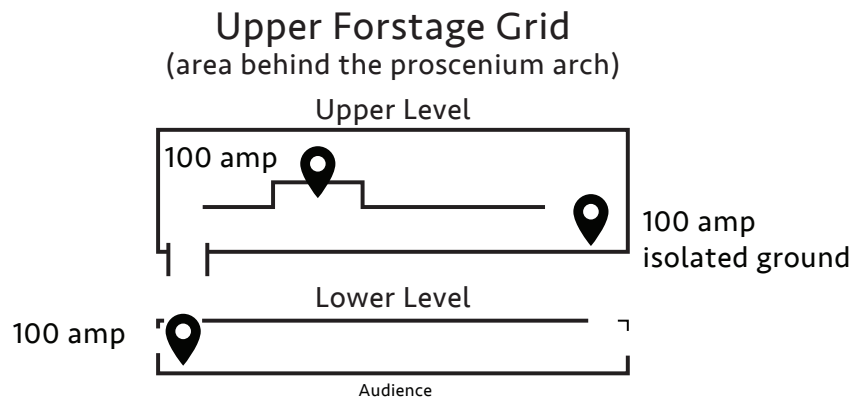 Upper Forstage Grid
(area behind the proscenium arch)
Upper Level
100 amp
100 amp
isolated ground
Lower Level
100 amp
Audience